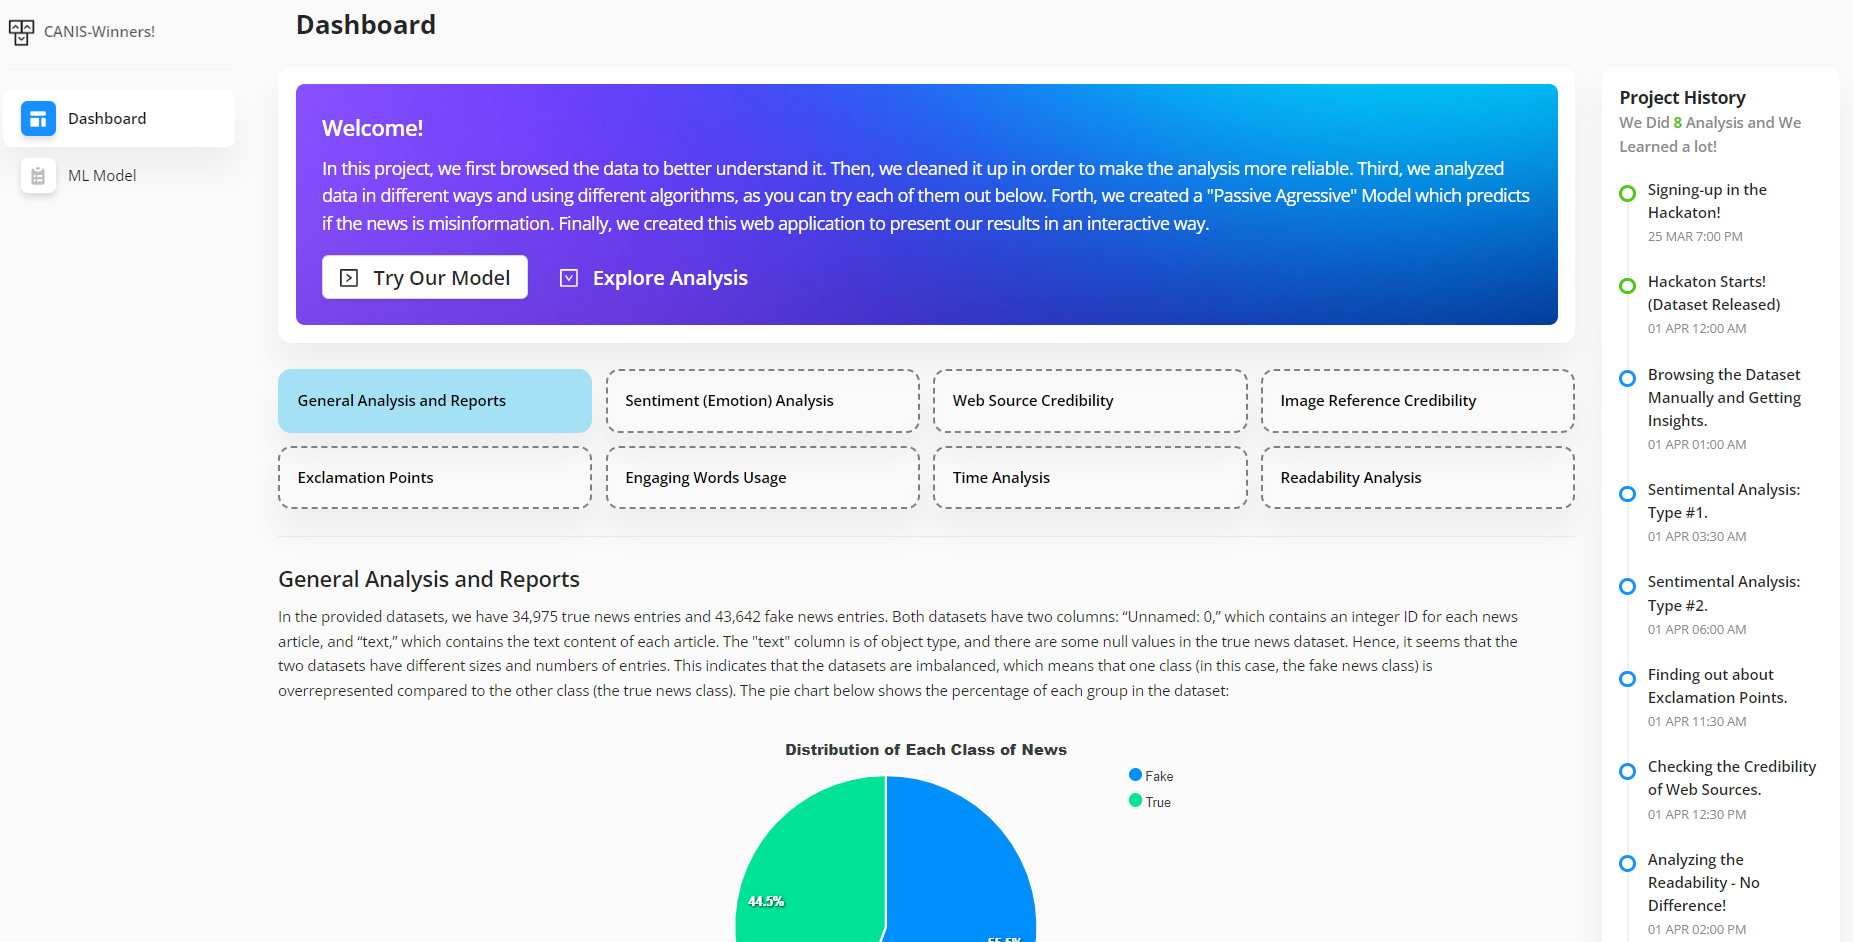 CANIS-Winners!
Dashboard
ML Model
Dashboard
Welcome!
In this project, we first browsed the data to better understand it. Then, we cleaned it up in order to make the analysis more reliable. Third, we analyzed
data in different ways and using different algorithms, as you can try each of them out below. Forth, we created a "Passive Agressive" Model which predicts
if the news is misinformation. Finally, we created this web application to present our results in an interactive way.
Try Our Model
Explore Analysis
General Analysis and Reports
Sentiment (Emotion) Analysis
Web Source Credibility
Image Reference Credibility
Exclamation Points
Engaging Words Usage
Time Analysis
Readability Analysis
General Analysis and Reports
In the provided datasets, we have 34,975 true news entries and 43,642 fake news entries. Both datasets have two columns: “Unnamed: 0,” which contains an integer ID for each news
article, and “text,” which contains the text content of each article. The "text" column is of object type, and there are some null values in the true news dataset. Hence, it seems that the
two datasets have different sizes and numbers of entries. This indicates that the datasets are imbalanced, which means that one class (in this case, the fake news class) is
overrepresented compared to the other class (the true news class). The pie chart below shows the percentage of each group in the dataset:
Distribution of Each Class of News
Fake
True
44.5%
55.5%
Project History
We Did 8 Analysis and We
Learned a lot!
Signing-up in the
Hackaton!
25 MAR 7:00 PM
Hackaton Starts!
(Dataset Released)
01 APR 12:00 AM
Browsing the Dataset
Manually and Getting
Insights.
01 APR 01:00 AM
Sentimental Analysis:
Type #1.
01 APR 03:30 AM
Sentimental Analysis:
Type #2.
01 APR 06:00 AM
Finding out about
Exclamation Points.
01 APR 11:30 AM
Checking the Credibility
of Web Sources.
01 APR 12:30 PM
Analyzing the
Readability - No
Difference!
01 APR 02:00 PM